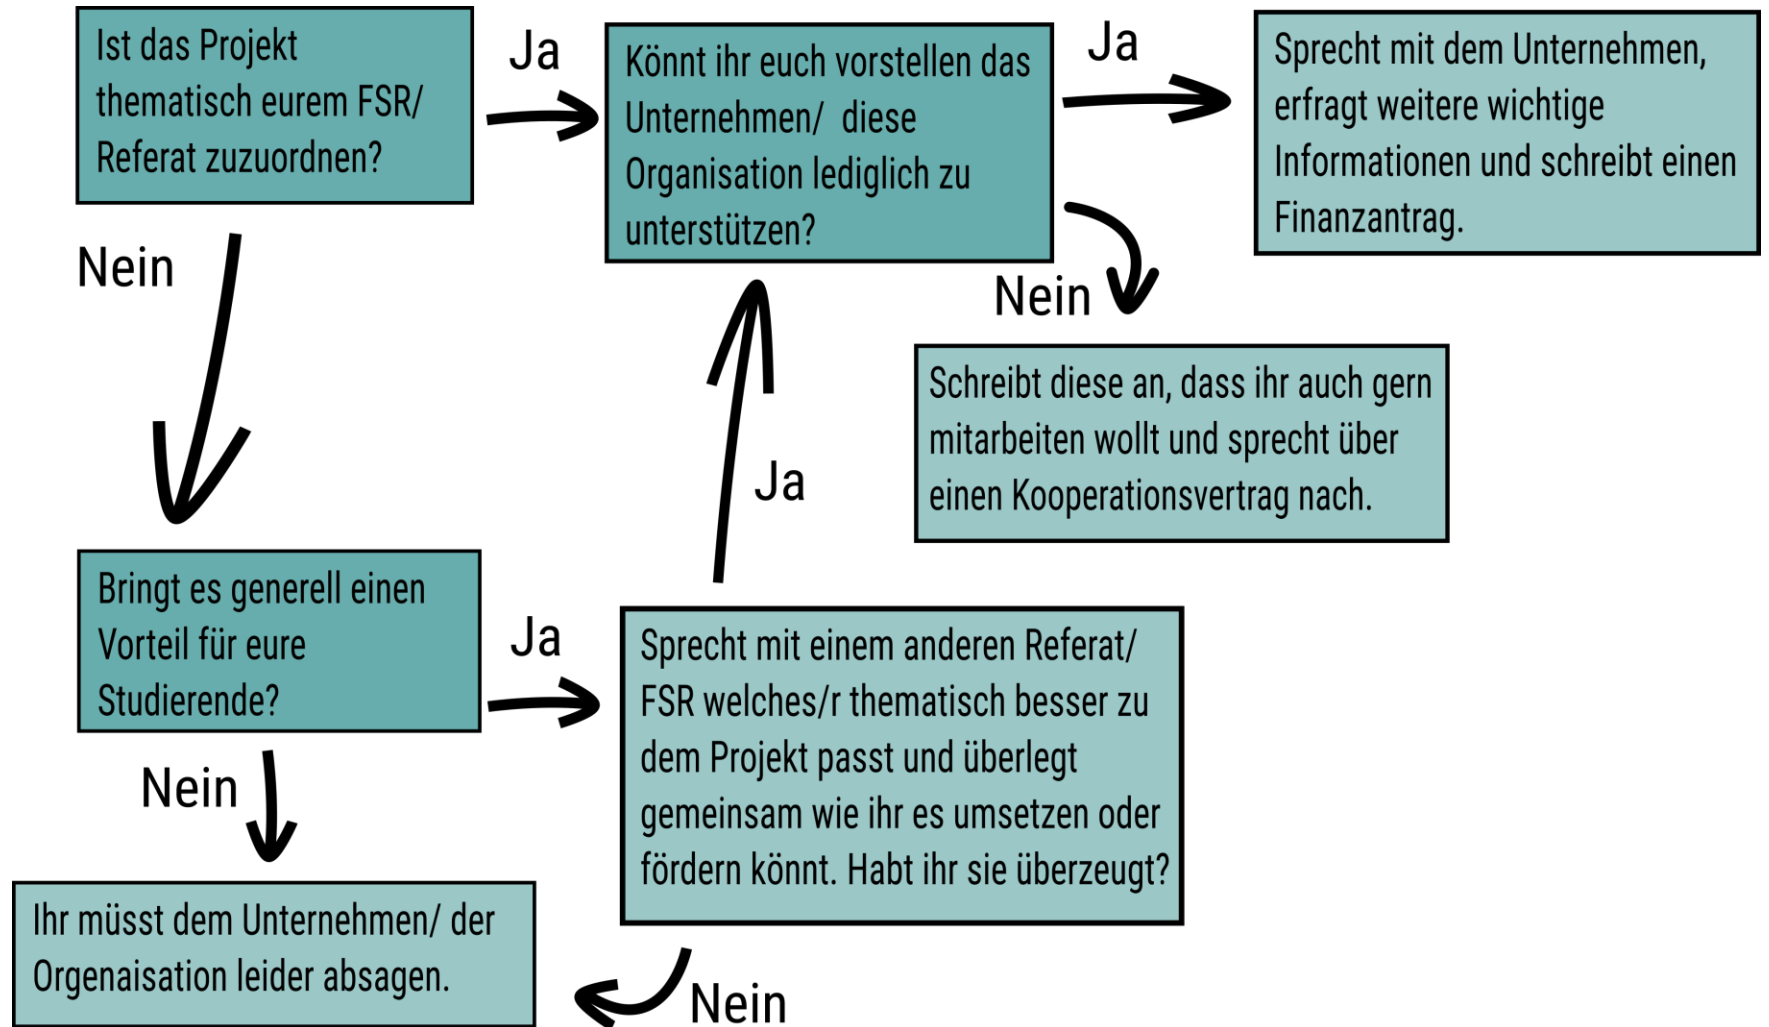 Ist das Projekt
thematisch eurem FSR/
Referat zuzuordnen?
Ja
Könnt ihr euch vorstellen das
Unternehmen/ diese
Organisation lediglich zu
unterstützen?
Ja
Sprecht mit dem Unternehmen,
erfragt weitere wichtige
Informationen und schreibt einen
Finanzantrag.
Nein
Nein
Schreibt diese an, dass ihr auch gern
mitarbeiten wollt und sprecht über
einen Kooperationsvertrag nach.
Ja
Bringt es generell einen
Vorteil für eure
Studierende?
Ja
Sprecht mit einem anderen Referat/
FSR welches/r thematisch besser zu
dem Projekt passt und überlegt
gemeinsam wie ihr es umsetzen oder
fördern könnt. Habt ihr sie überzeugt?
Nein
Ihr müsst dem Unternehmen/ der
Orgenaisation leider absagen.
Nein